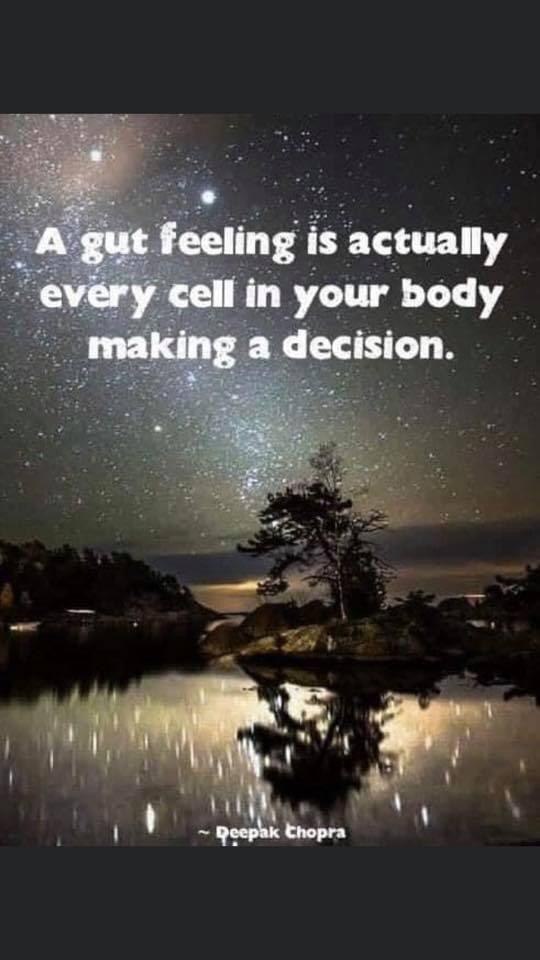 A gut feeling is actually
every cell in your body
making a decision.
~ Deepak Chopra